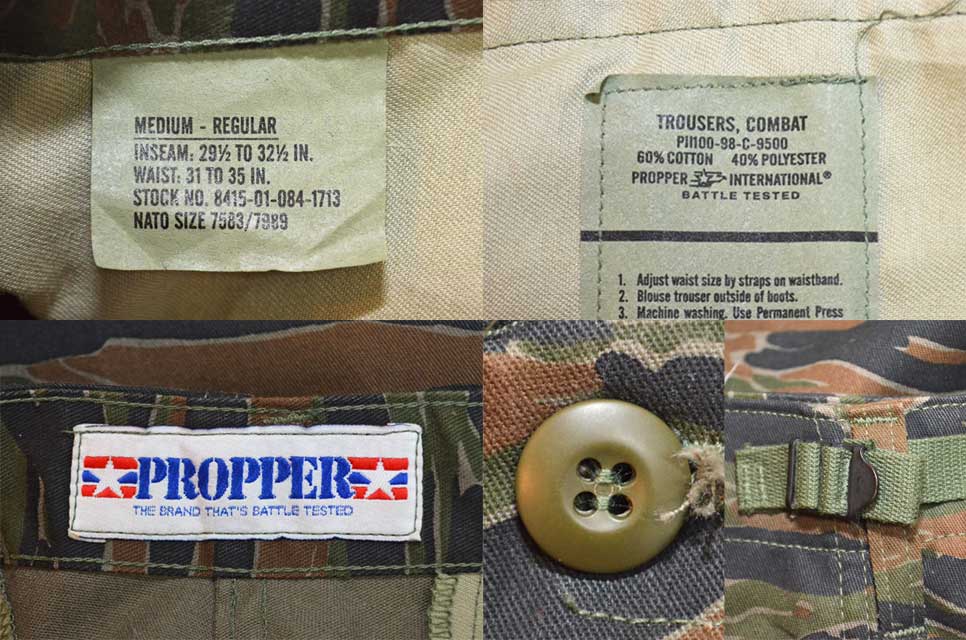 MEDIUM - REGULAR
INSEAM: 29½ TO 32½ IN.
WAIST: 31 TO 35 IN.
STOCK NO. 8415-01-084-1713
NATO SIZE 7583/7989
TROUSERS, COMBAT
PJ1100-98-C-9500
60% COTTON 40% POLYESTER
PROPPER INTERNATIONAL®
BATTLE TESTED
1. Adjust waist size by straps on waistband.
2. Blouse trouser outside of boots.
3. Machine washing. Use Permanent Press
PROPPER
THE BRAND THAT'S BATTLE TESTED